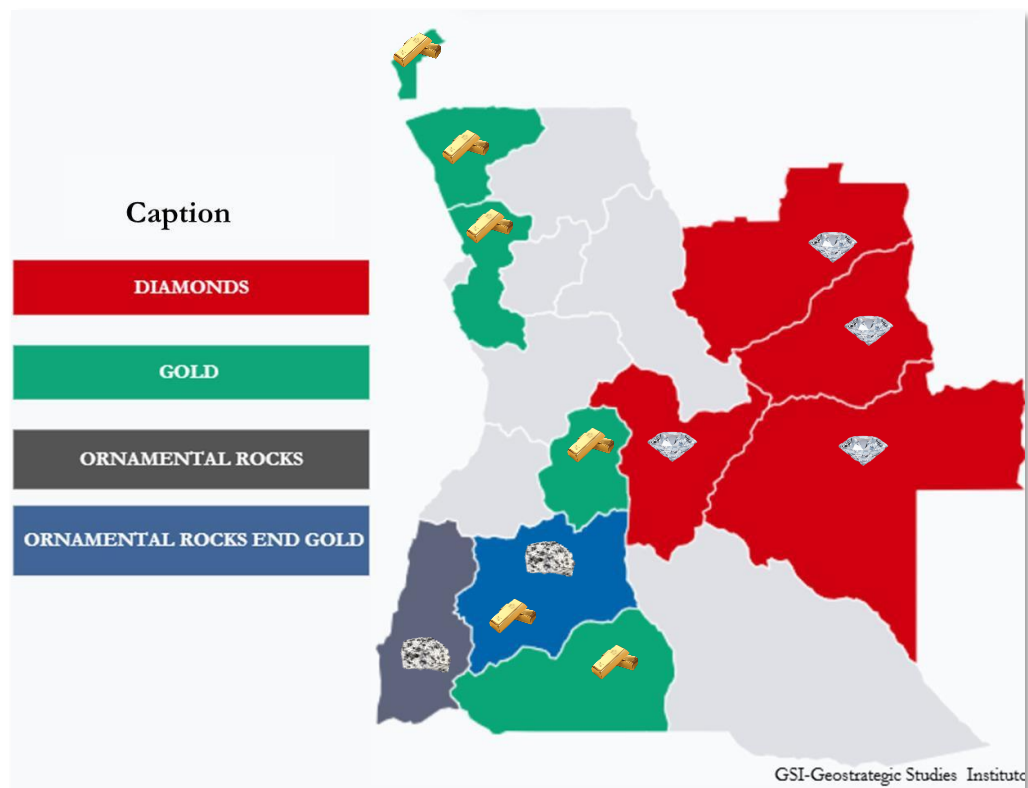 Caption
DIAMONDS
GOLD
ORNAMENTAL ROCKS
ORNAMENTAL ROCKS END GOLD
GSI-Geostrategic Studies Instituto